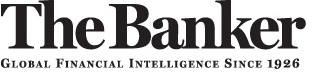 The Banker
GLOBAL FINANCIAL INTELLIGENCE SINCE 1926